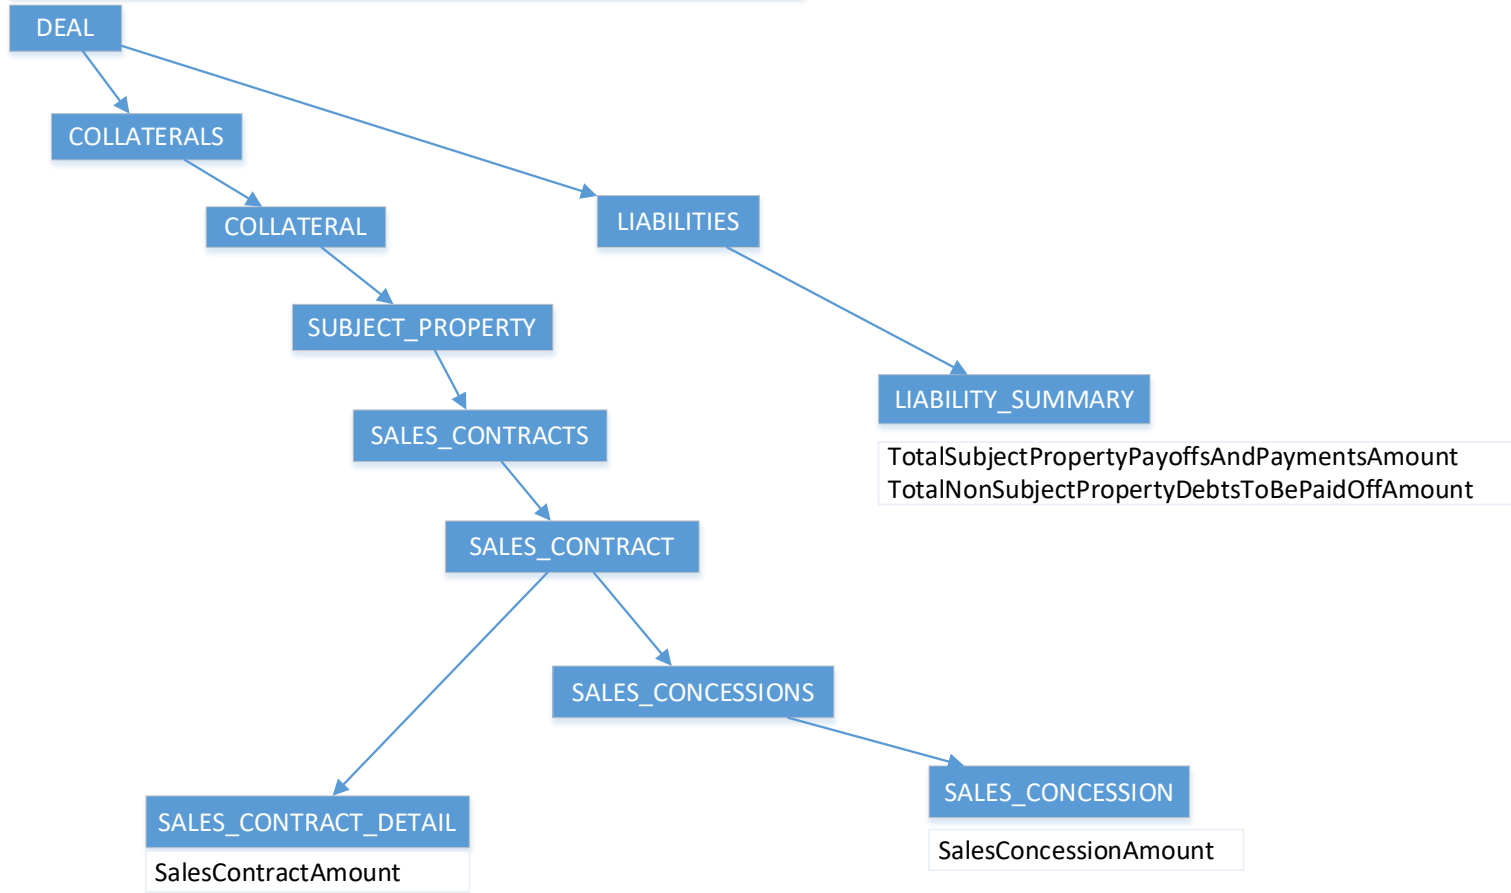 DEAL
COLLATERALS
COLLATERAL
LIABILITIES
SUBJECT_PROPERTY
LIABILITY_SUMMARY
SALES_CONTRACTS
TotalSubjectPropertyPayoffsAndPaymentsAmount
TotalNonSubjectPropertyDebtsToBePaidOffAmount
SALES_CONTRACT
SALES_CONCESSIONS
SALES_CONCESSION
SALES_CONTRACT_DETAIL
SalesConcessionAmount
SalesContractAmount